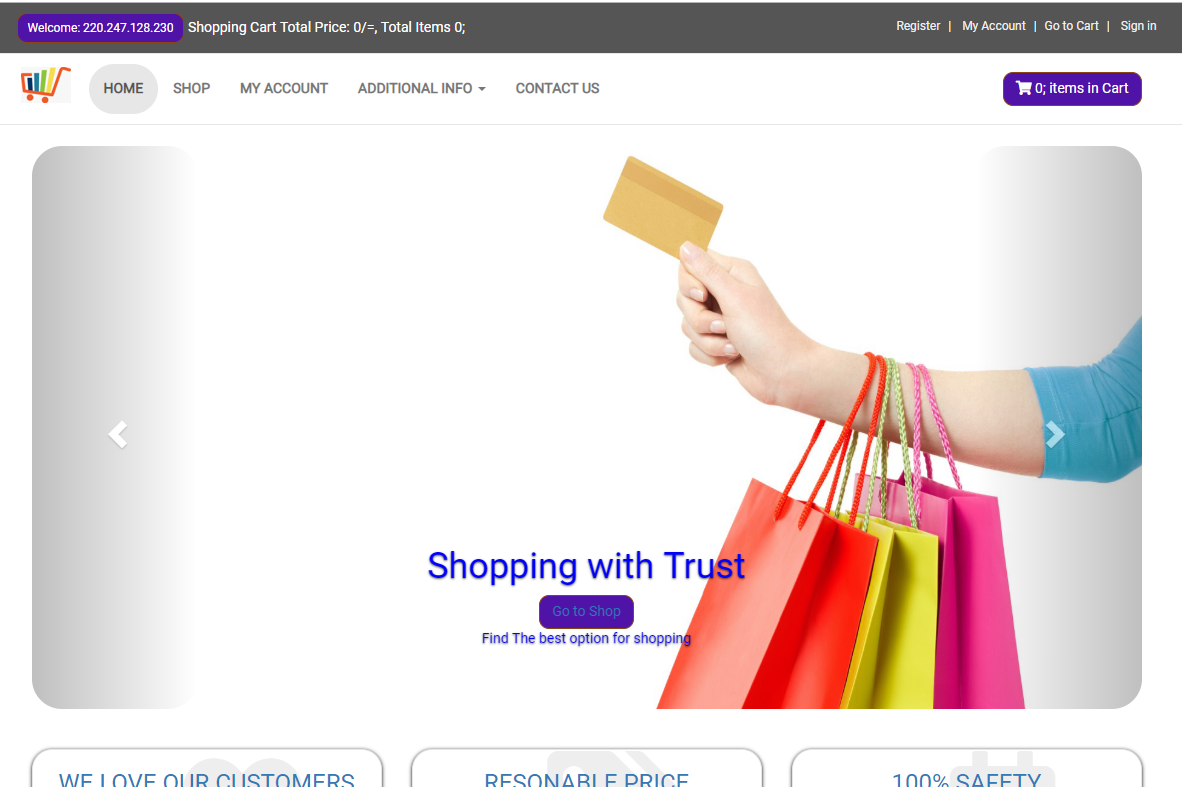 Welcome: 220.247.128.230 Shopping Cart Total Price: 0/=, Total Items 0;
Register | My Account | Go to Cart | Sign in
HOME SHOP MY ACCOUNT ADDITIONAL INFO CONTACT US
0; items in Cart
Shopping with Trust
Go to Shop
Find The best option for shopping
WE LOVE OUR CUSTOMERS
RESONABLE PRICE
100% SAFETY